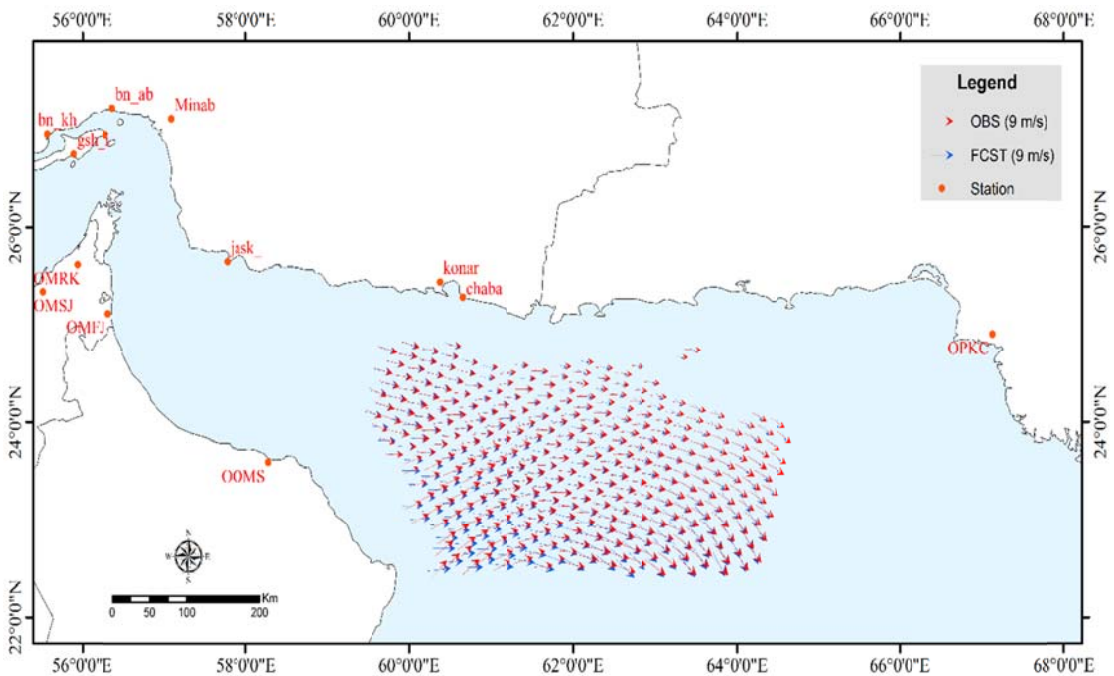 56°0'0"E 58°0'0"E 60°0'0"E 62°0'0"E 64°0'0"E 66°0'0"E 68°0'0"E
Legend
OBS (9 m/s)
FCST (9 m/s)
Station
bn_ab
Minab
bn_kh
gsh_
26°0'0"N 26°0'0"N
jask_
konar
chaba
OMRK
OMSJ
OMFJ
OPKC
24°0'0"N 24°0'0"N
OOMS
N
W E
S
Km
0 25 50 100 200
22°0'0"N 22°0'0"N
56°0'0"E 58°0'0"E 60°0'0"E 62°0'0"E 64°0'0"E 66°0'0"E 68°0'0"E